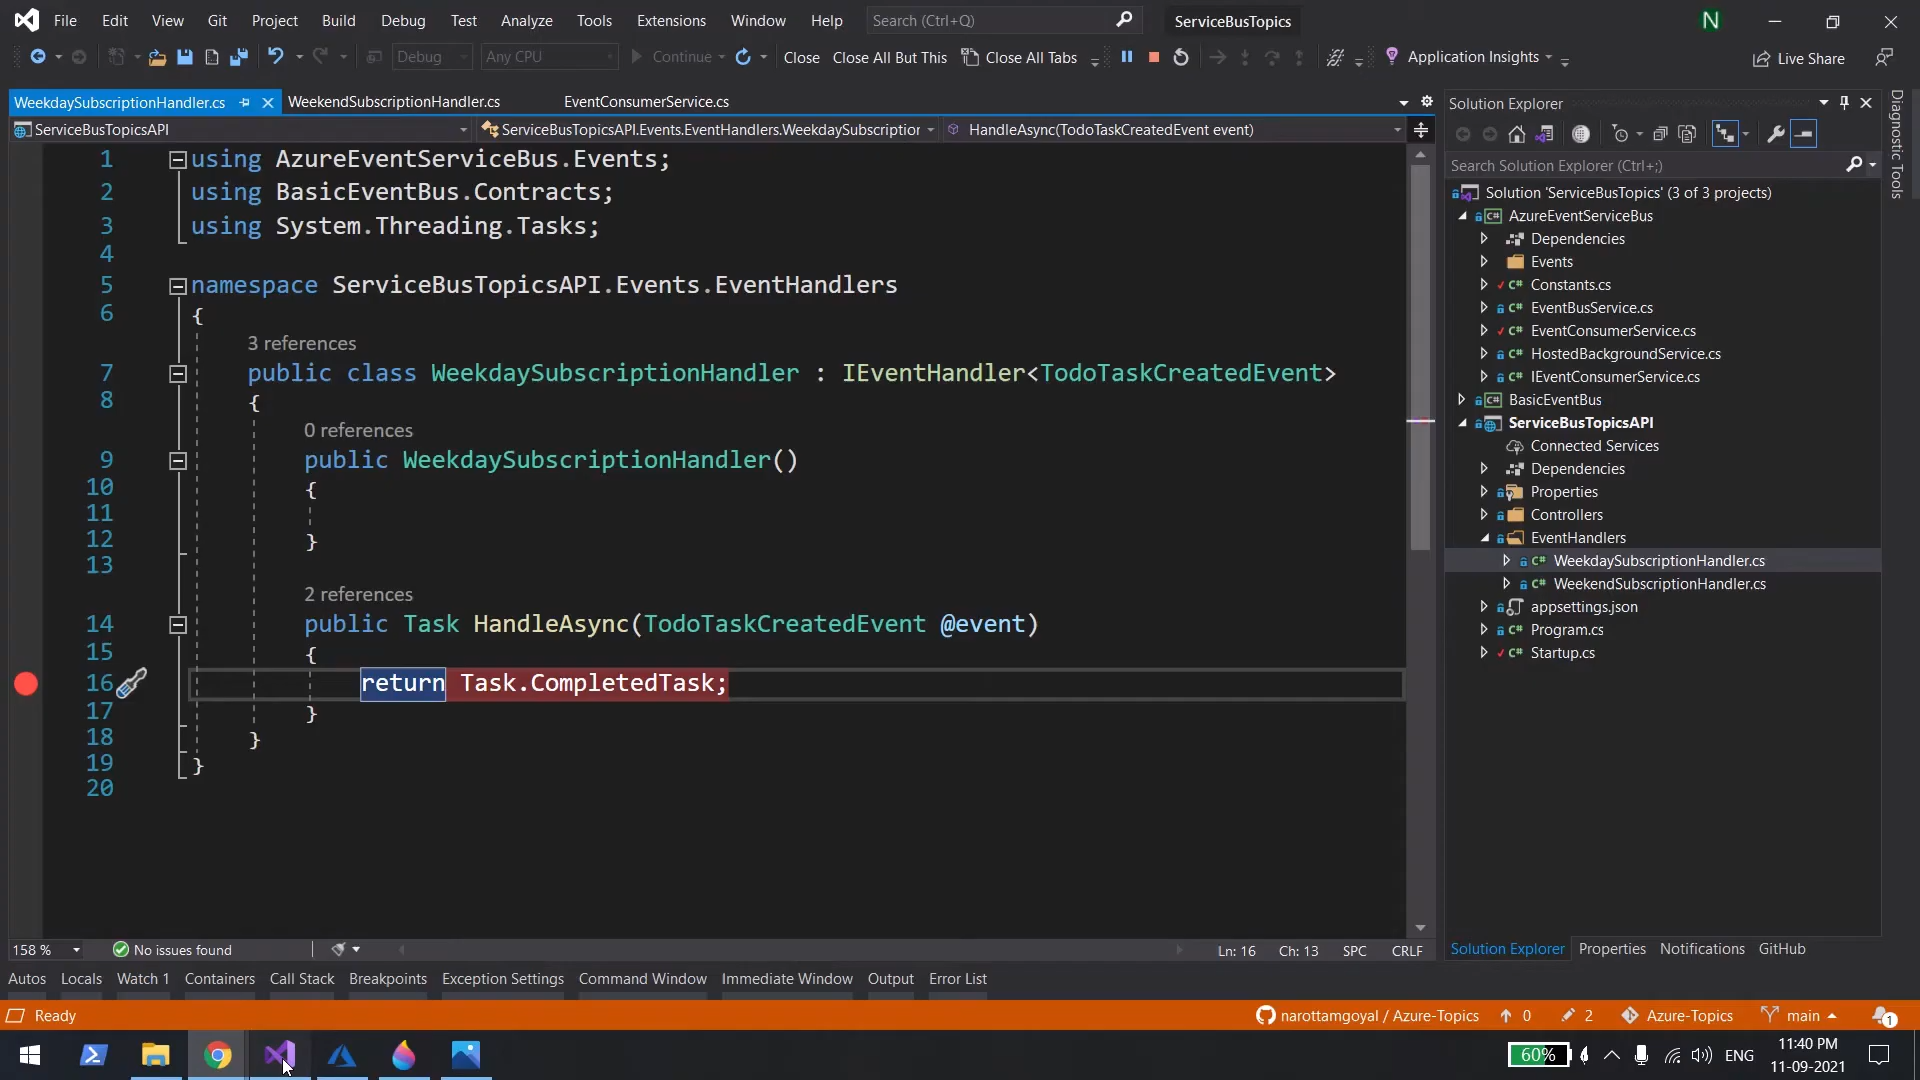 File Edit View Git Project Build Debug Test Analyze Tools Extensions Window Help Search (Ctrl+Q) ServiceBusTopics N
Debug Any CPU Continue Close Close All But This Close All Tabs Application Insights Live Share
WeekdaySubscriptionHandler.cs WeekendSubscriptionHandler.cs EventConsumerService.cs
ServiceBusTopicsAPI ServiceBusTopicsAPI.Events.EventHandlers.WeekdaySubscription HandleAsync(TodoTaskCreatedEvent event)
1 using AzureEventServiceBus.Events;
2 using BasicEventBus.Contracts;
3 using System.Threading.Tasks;
4
5 namespace ServiceBusTopicsAPI.Events.EventHandlers
6 {
3 references
7 public class WeekdaySubscriptionHandler : IEventHandler<TodoTaskCreatedEvent>
8 {
0 references
9 public WeekdaySubscriptionHandler()
10 {
11
12 }
13
2 references
14 public Task HandleAsync(TodoTaskCreatedEvent @event)
15 {
16 return Task.CompletedTask;
17 }
18 }
19 }
20
158 % No issues found Ln: 16 Ch: 13 SPC CRLF
Solution Explorer
Search Solution Explorer (Ctrl+;)
Solution 'ServiceBusTopics' (3 of 3 projects)
C# AzureEventServiceBus
Dependencies
Events
C# Constants.cs
C# EventBusService.cs
C# EventConsumerService.cs
C# HostedBackgroundService.cs
C# IEventConsumerService.cs
C# BasicEventBus
ServiceBusTopicsAPI
Connected Services
Dependencies
Properties
Controllers
EventHandlers
C# WeekdaySubscriptionHandler.cs
C# WeekendSubscriptionHandler.cs
appsettings.json
C# Program.cs
C# Startup.cs
Solution Explorer Properties Notifications GitHub
Diagnostic Tools
Autos Locals Watch 1 Containers Call Stack Breakpoints Exception Settings Command Window Immediate Window Output Error List
Ready narottamgoyal / Azure-Topics 0 2 Azure-Topics main 1
60% ENG 11:40 PM
11-09-2021